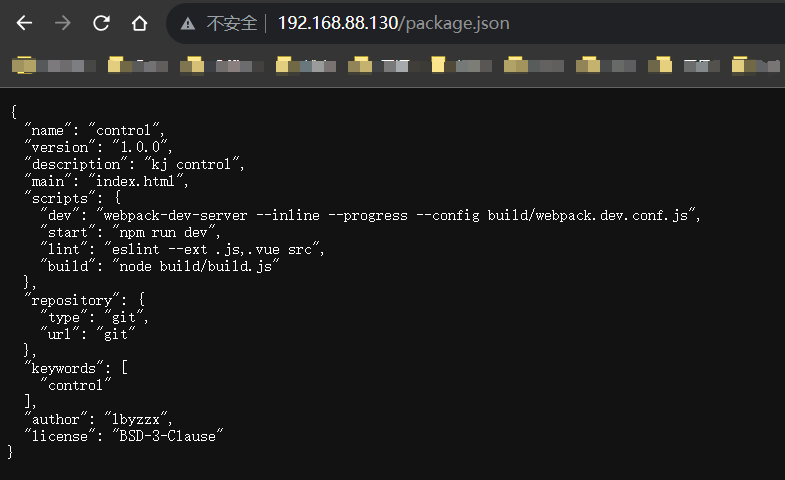 不安全 192.168.88.130/package.json
{
  "name": "control",
  "version": "1.0.0",
  "description": "kj control",
  "main": "index.html",
  "scripts": {
    "dev": "webpack-dev-server --inline --progress --config build/webpack.dev.conf.js",
    "start": "npm run dev",
    "lint": "eslint --ext .js,.vue src",
    "build": "node build/build.js"
  },
  "repository": {
    "type": "git",
    "url": "git"
  },
  "keywords": [
    "control"
  ],
  "author": "lbyzzx",
  "license": "BSD-3-Clause"
}